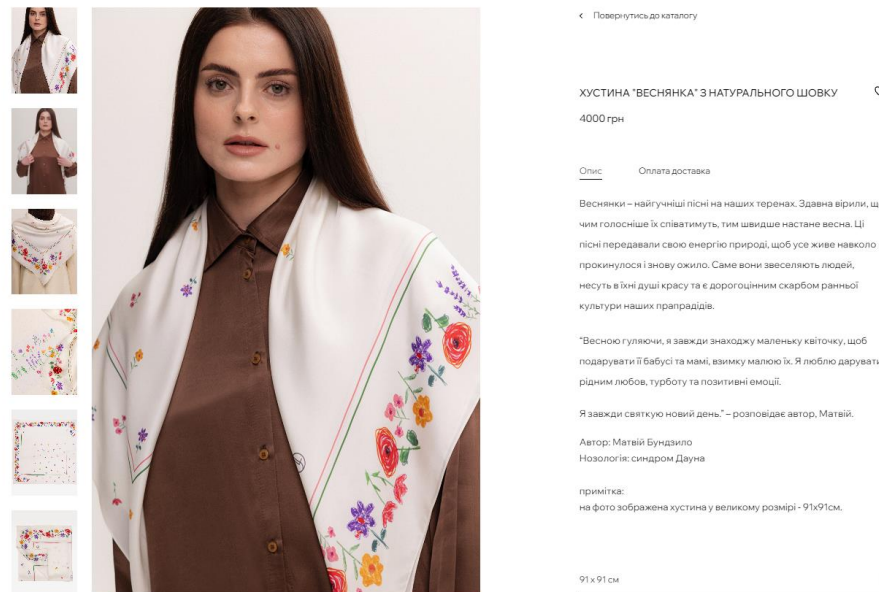 Повернутись до каталогу
ХУСТИНА "ВЕСНЯНКА" З НАТУРАЛЬНОГО ШОВКУ
4000 грн
Опис
Оплата доставка
Веснянки – найгучніші пісні на наших теренах. Здавна вірили,
чим голосніше їх співатимуть, тим швидше настане весна. Ці
пісні передавали свою енергію природі, щоб усе живе навколо
прокинулося і знову ожило. Саме вони звеселяють людей,
несуть в їхні душі красу та є дорогоцінним скарбом ранньої
культури наших прапрадідів.
“Весною гуляючи, я завжди знаходжу маленьку квіточку, щоб
подарувати її бабусі та мамі, взимку малюю їх. Я люблю дарувати
рідним любов, турботу та позитивні емоції.
Я завжди святкую новий день.” – розповідає автор, Матвій.
Автор: Матвій Бундзило
Нозологія: синдром Дауна
примітка:
на фото зображена хустина у великому розмірі - 91х91см.
91 x 91 см